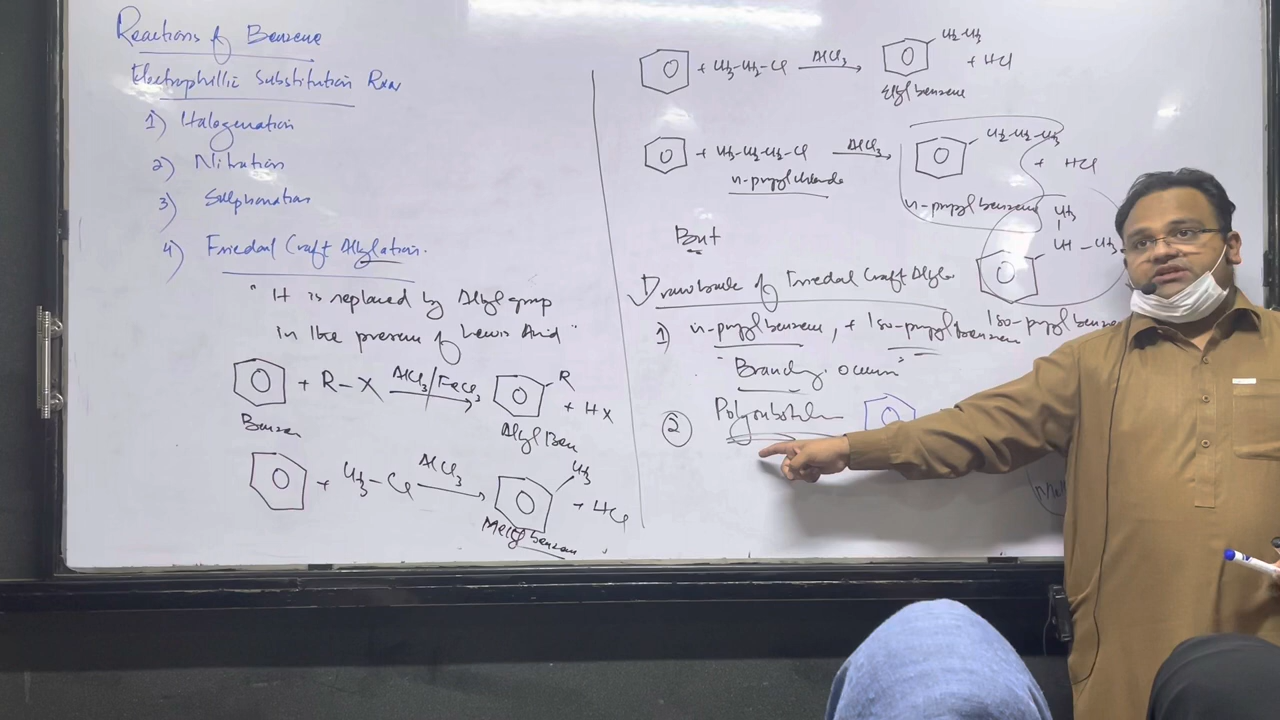 Reactions of Benzene
Electrophillic Substitution Rxn
1) Halogenation
2) Nitration
3) Sulphonation
4) Friedal Craft Alkylation.
"H is replaced by Alkyl group
in the presence of Lewis Acid"
+ R–X AlCl3/FeCl3 R + HX
Benzen Alkyl Ben
+ CH3–Cl AlCl3 CH3 + HCl
Methyl benzene
+ CH3–CH2–Cl AlCl3 CH2–CH3 + HCl
Ethyl benzene
+ CH3–CH2–CH2–Cl AlCl3 CH2–CH2–CH3 + HCl
n-propyl chloride n-propyl benzene
But
CH3
CH–CH3
Drawback of Friedal Craft Alkyl
Iso-propyl benzene
1) n-propyl benzene, + Iso-propyl benzene
"Branching occurs"
2